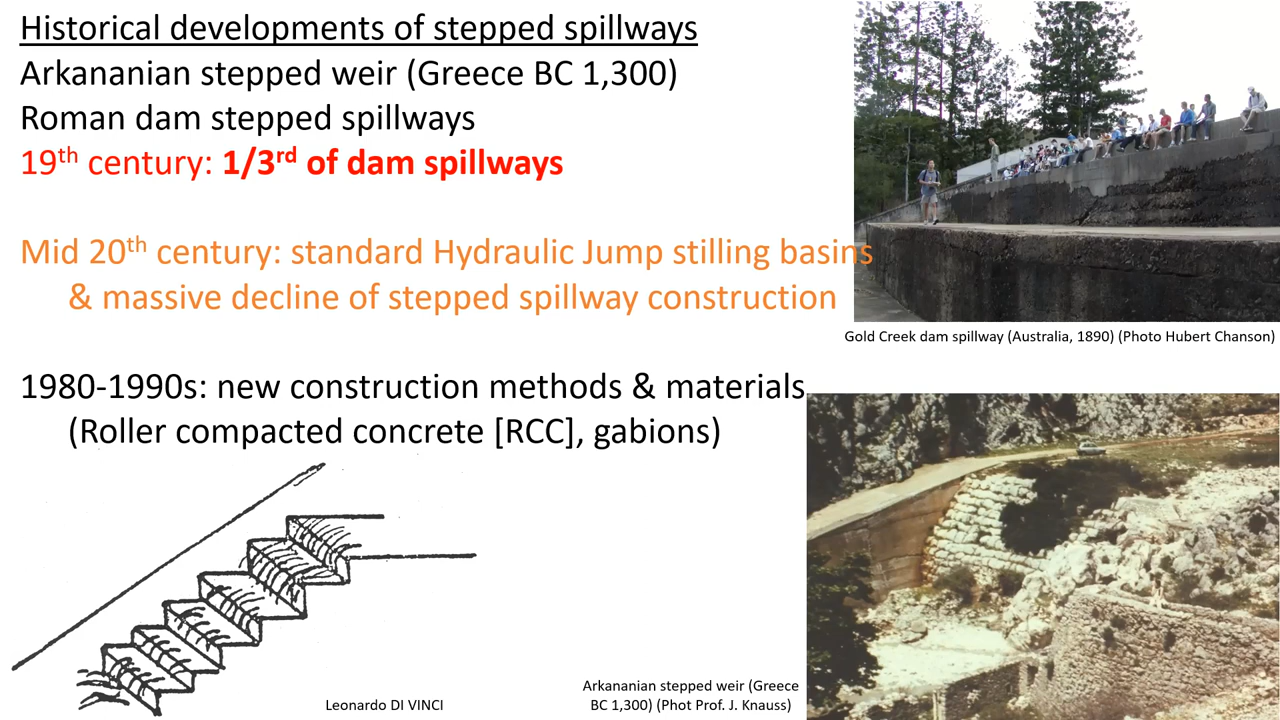 Historical developments of stepped spillways
Arkananian stepped weir (Greece BC 1,300)
Roman dam stepped spillways
19th century: 1/3rd of dam spillways
Mid 20th century: standard Hydraulic Jump stilling basins
& massive decline of stepped spillway construction
Gold Creek dam spillway (Australia, 1890) (Photo Hubert Chanson)
1980-1990s: new construction methods & materials
(Roller compacted concrete [RCC], gabions)
Leonardo DI VINCI
Arkananian stepped weir (Greece
BC 1,300) (Phot Prof. J. Knauss)